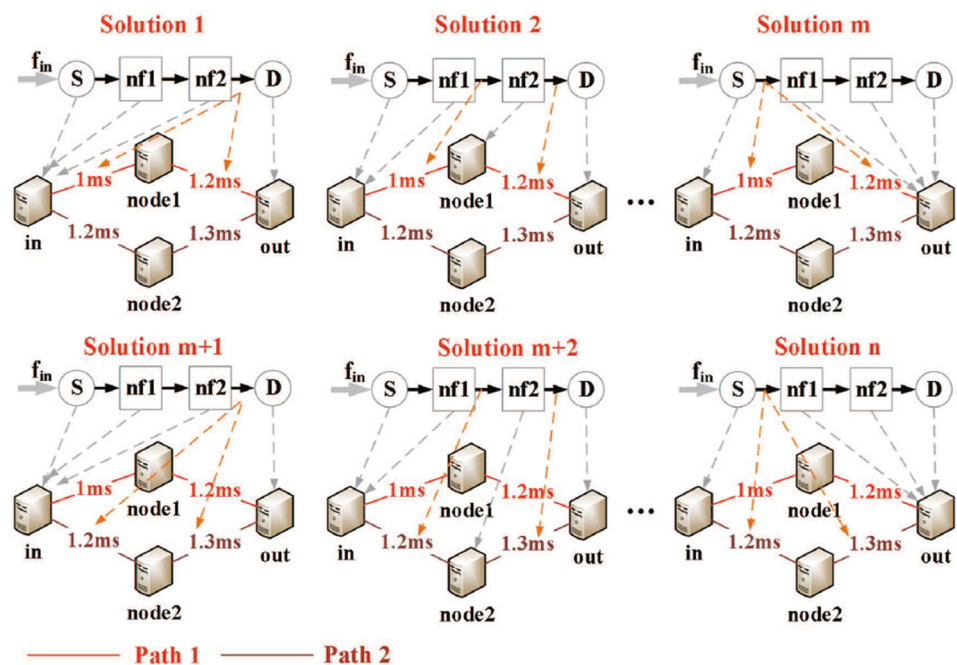 Solution 1
f_in S nf1 nf2 D
1ms 1.2ms
node1
in 1.2ms 1.3ms out
node2
Solution 2
f_in S nf1 nf2 D
1ms 1.2ms
node1
in 1.2ms 1.3ms out
node2
...
Solution m
f_in S nf1 nf2 D
1ms 1.2ms
node1
in 1.2ms 1.3ms out
node2
Solution m+1
f_in S nf1 nf2 D
1ms 1.2ms
node1
in 1.2ms 1.3ms out
node2
Solution m+2
f_in S nf1 nf2 D
1ms 1.2ms
node1
in 1.2ms 1.3ms out
node2
...
Solution n
f_in S nf1 nf2 D
1ms 1.2ms
node1
in 1.2ms 1.3ms out
node2
Path 1 Path 2